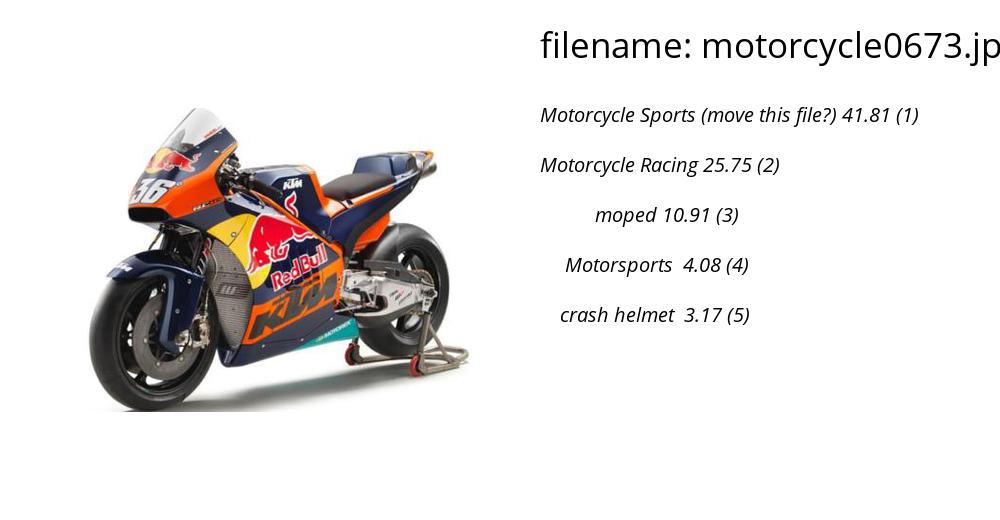 filename: motorcycle0673.jp
Motorcycle Sports (move this file?) 41.81 (1)
Motorcycle Racing 25.75 (2)
moped 10.91 (3)
Motorsports 4.08 (4)
crash helmet 3.17 (5)
36
KTM
Red Bull
KTM
MOTOREX